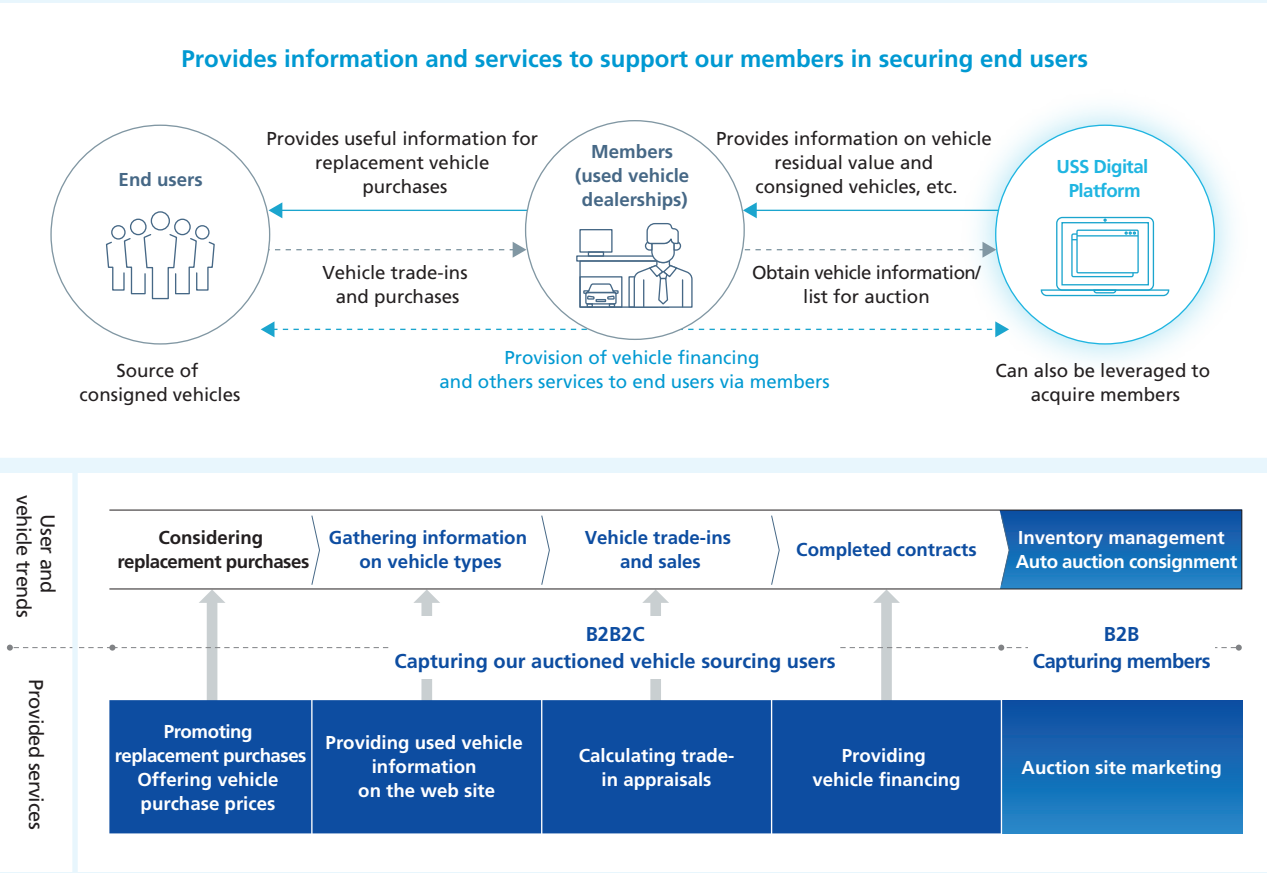 Provides information and services to support our members in securing end users
End users
Provides useful information for
replacement vehicle
purchases
Members
(used vehicle
dealerships)
Provides information on vehicle
residual value and
consigned vehicles, etc.
USS Digital
Platform
Vehicle trade-ins
and purchases
Obtain vehicle information/
list for auction
Provision of vehicle financing
and others services to end users via members
Source of
consigned vehicles
Can also be leveraged to
acquire members
User and
vehicle trends
Considering
replacement purchases
Gathering information
on vehicle types
Vehicle trade-ins
and sales
Completed contracts
Inventory management
Auto auction consignment
B2B2C
Capturing our auctioned vehicle sourcing users
B2B
Capturing members
Provided services
Promoting
replacement purchases
Offering vehicle
purchase prices
Providing used vehicle
information
on the web site
Calculating trade-
in appraisals
Providing
vehicle financing
Auction site marketing